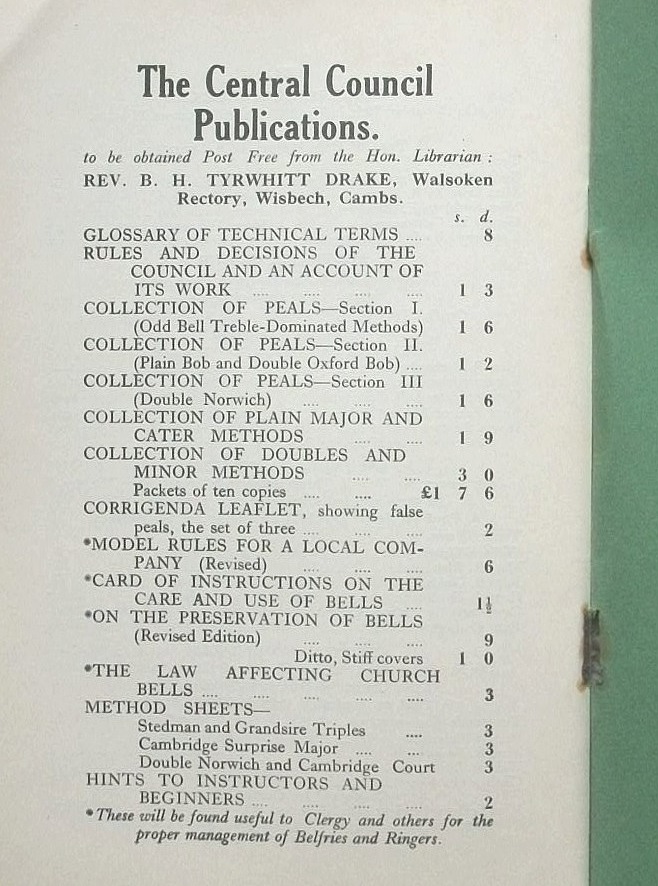 The Central Council
Publications.
to be obtained Post Free from the Hon. Librarian :
REV. B. H. TYRWHITT DRAKE, Walsoken
Rectory, Wisbech, Cambs.
s. d.
GLOSSARY OF TECHNICAL TERMS .... 8
RULES AND DECISIONS OF THE
COUNCIL AND AN ACCOUNT OF
ITS WORK .... .... .... .... 1 3
COLLECTION OF PEALS—Section I.
(Odd Bell Treble-Dominated Methods) 1 6
COLLECTION OF PEALS—Section II.
(Plain Bob and Double Oxford Bob) .... 1 2
COLLECTION OF PEALS—Section III
(Double Norwich) .... .... .... 1 6
COLLECTION OF PLAIN MAJOR AND
CATER METHODS .... .... 1 9
COLLECTION OF DOUBLES AND
MINOR METHODS .... .... 3 0
Packets of ten copies .... .... £1 7 6
CORRIGENDA LEAFLET, showing false
peals, the set of three .... .... .... 2
*MODEL RULES FOR A LOCAL COM-
PANY (Revised) .... .... .... 6
*CARD OF INSTRUCTIONS ON THE
CARE AND USE OF BELLS .... 1½
*ON THE PRESERVATION OF BELLS
(Revised Edition) .... .... .... 9
Ditto, Stiff covers 1 0
*THE LAW AFFECTING CHURCH
BELLS .... .... .... .... .... 3
METHOD SHEETS—
Stedman and Grandsire Triples .... 3
Cambridge Surprise Major .... ... 3
Double Norwich and Cambridge Court 3
HINTS TO INSTRUCTORS AND
BEGINNERS .... .... .... .... 2
* These will be found useful to Clergy and others for the
proper management of Belfries and Ringers.